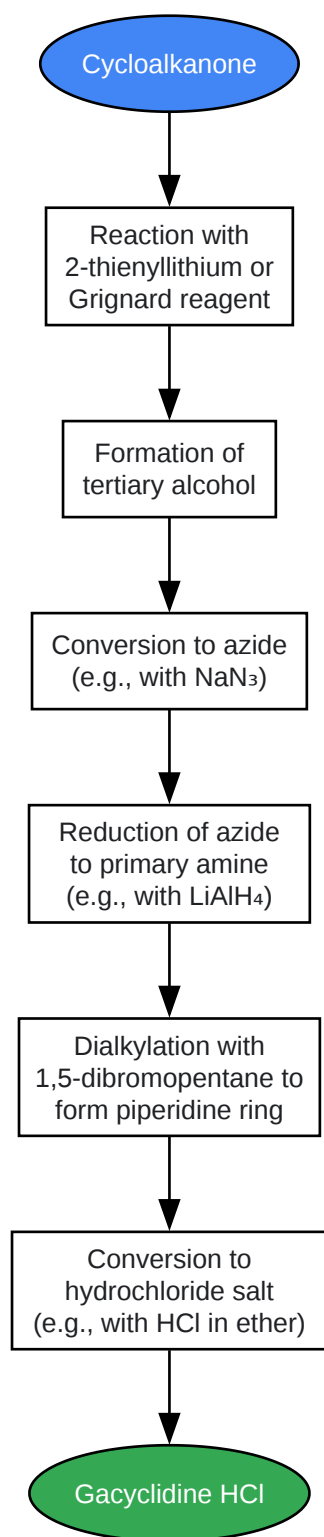 Cycloalkanone
Reaction with
2-thienyllithium or
Grignard reagent
Formation of
tertiary alcohol
Conversion to azide
(e.g., with NaN₃)
Reduction of azide
to primary amine
(e.g., with LiAlH₄)
Dialkylation with
1,5-dibromopentane to
form piperidine ring
Conversion to
hydrochloride salt
(e.g., with HCl in ether)
Gacyclidine HCl